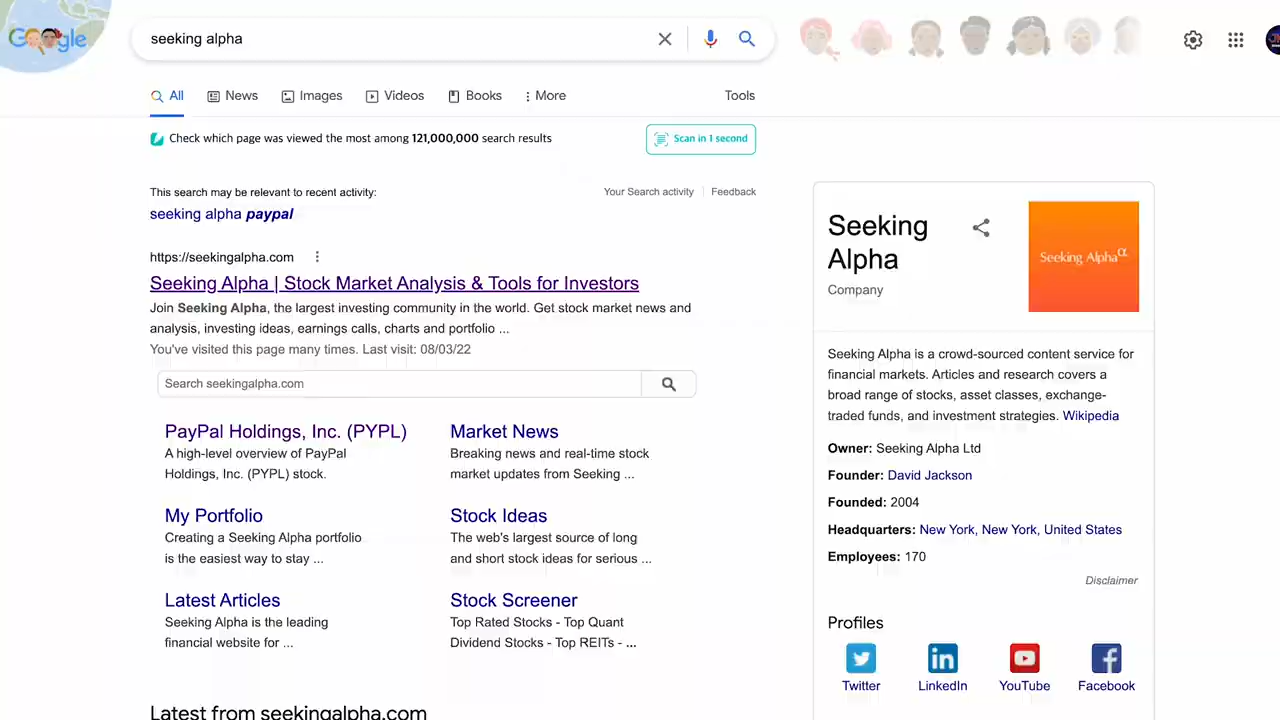 Google
seeking alpha
All
News
Images
Videos
Books
More
Tools
Check which page was viewed the most among 121,000,000 search results
Scan in 1 second
This search may be relevant to recent activity:
Your Search activity
Feedback
seeking alpha paypal
https://seekingalpha.com
Seeking Alpha | Stock Market Analysis & Tools for Investors
Join Seeking Alpha, the largest investing community in the world. Get stock market news and
analysis, investing ideas, earnings calls, charts and portfolio ...
You've visited this page many times. Last visit: 08/03/22
Search seekingalpha.com
PayPal Holdings, Inc. (PYPL)
A high-level overview of PayPal
Holdings, Inc. (PYPL) stock.
Market News
Breaking news and real-time stock
market updates from Seeking ...
My Portfolio
Creating a Seeking Alpha portfolio
is the easiest way to stay ...
Stock Ideas
The web's largest source of long
and short stock ideas for serious ...
Latest Articles
Seeking Alpha is the leading
financial website for ...
Stock Screener
Top Rated Stocks - Top Quant
Dividend Stocks - Top REITs - ...
Latest from seekingalpha.com
Seeking
Alpha
Company
Seeking Alpha α
Seeking Alpha is a crowd-sourced content service for
financial markets. Articles and research covers a
broad range of stocks, asset classes, exchange-
traded funds, and investment strategies. Wikipedia
Owner: Seeking Alpha Ltd
Founder: David Jackson
Founded: 2004
Headquarters: New York, New York, United States
Employees: 170
Disclaimer
Profiles
Twitter
LinkedIn
YouTube
Facebook